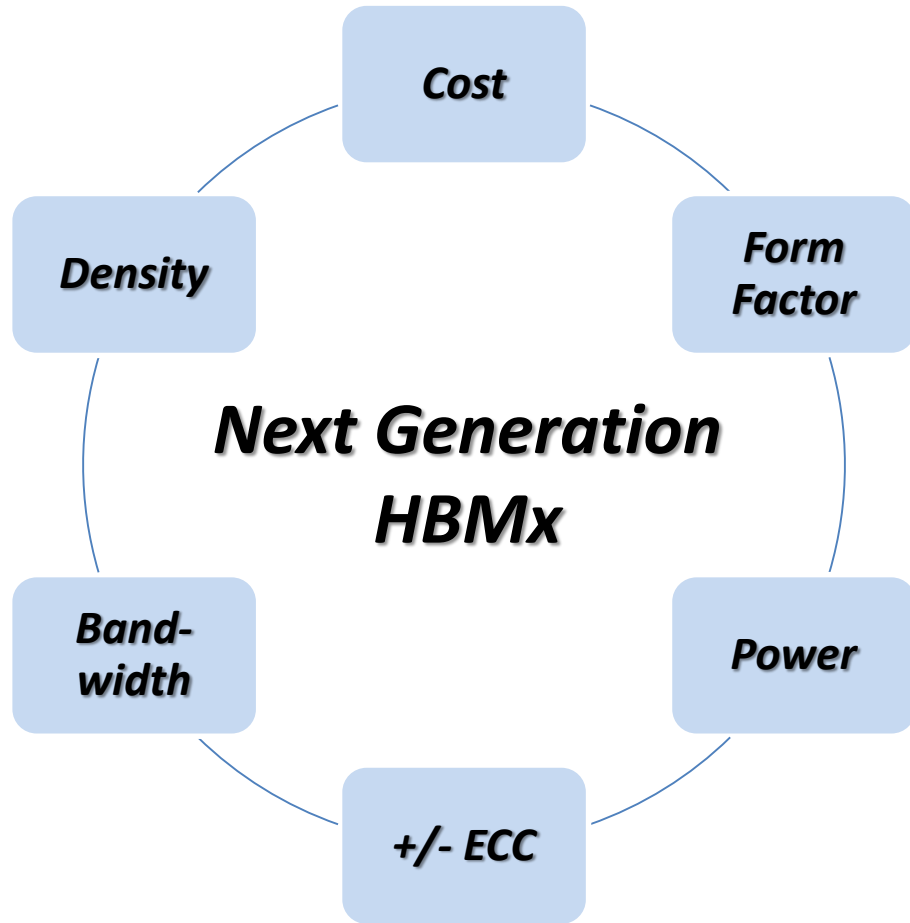 Cost
Form
Factor
Power
+/- ECC
Band-
width
Density
Next Generation
HBMx